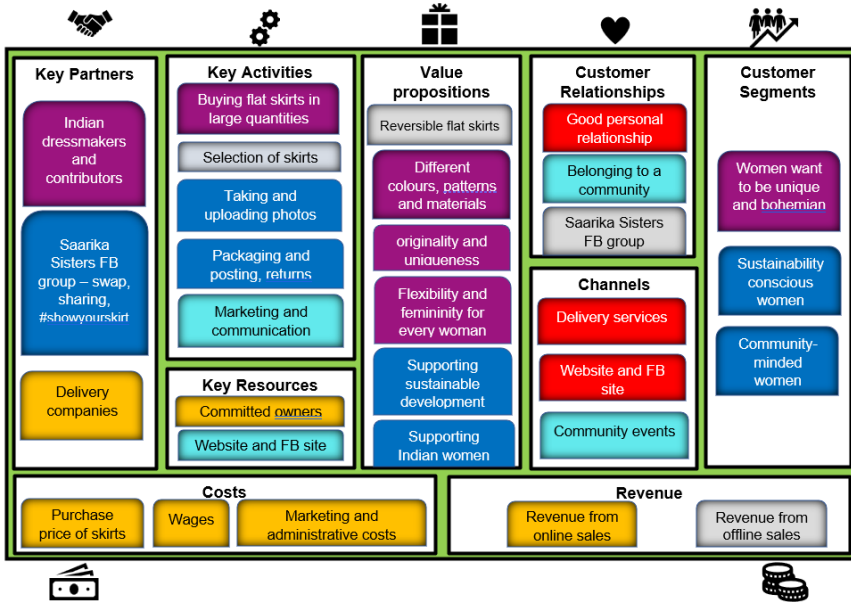 Key Partners
Indian
dressmakers
and
contributors
Saarika
Sisters FB
group – swap,
sharing,
#showyourskirt
Delivery
companies
Key Activities
Buying flat skirts in
large quantities
Selection of skirts
Taking and
uploading photos
Packaging and
posting, returns
Marketing and
communication
Key Resources
Committed owners
Website and FB site
Value
propositions
Reversible flat skirts
Different
colours, patterns
and materials
originality and
uniqueness
Flexibility and
femininity for
every woman
Supporting
sustainable
development
Supporting
Indian women
Customer
Relationships
Good personal
relationship
Belonging to a
community
Saarika Sisters
FB group
Channels
Delivery services
Website and FB
site
Community events
Customer
Segments
Women want
to be unique
and bohemian
Sustainability
conscious
women
Community-
minded
women
Costs
Purchase
price of skirts
Wages
Marketing and
administrative costs
Revenue
Revenue from
online sales
Revenue from
offline sales